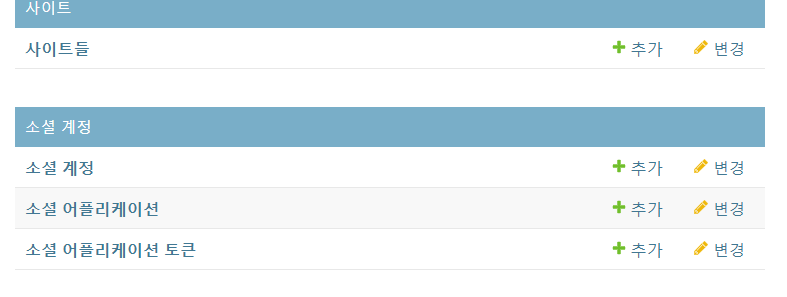 사이트
사이트들 추가 변경
소셜 계정
소셜 계정 추가 변경
소셜 어플리케이션 추가 변경
소셜 어플리케이션 토큰 추가 변경